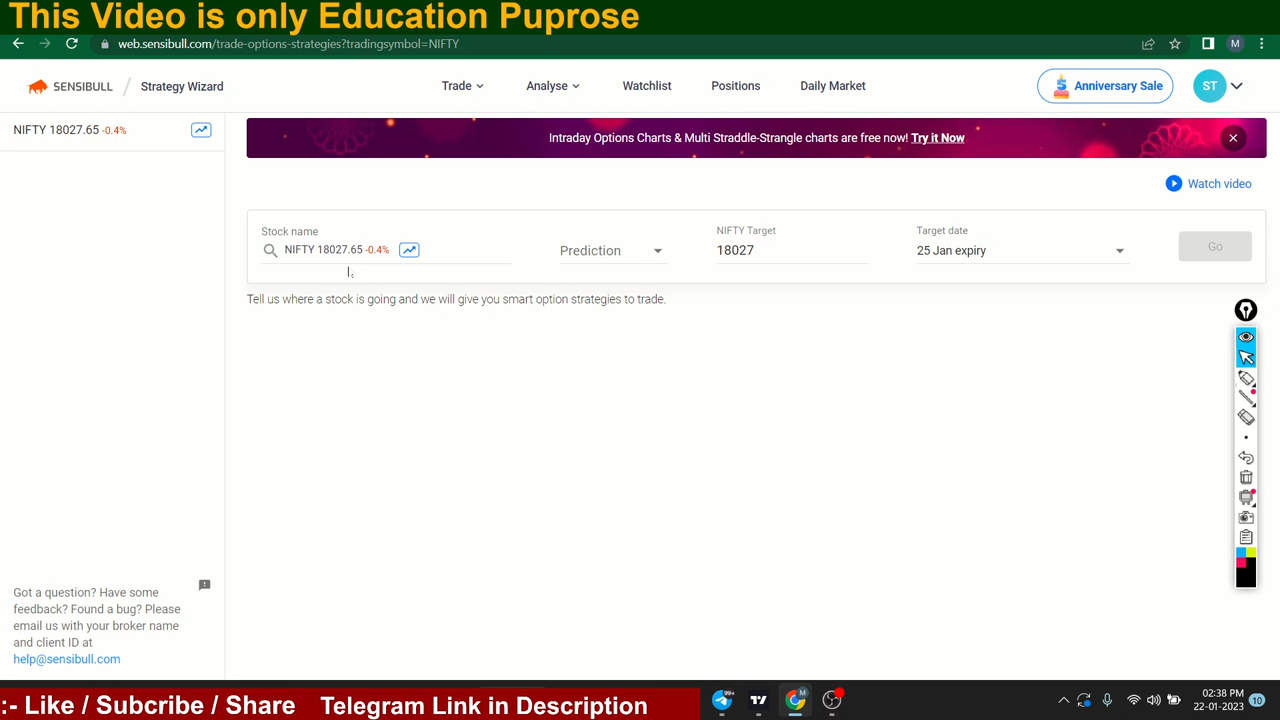 This Video is only Education Puprose
web.sensibull.com/trade-options-strategies?tradingsymbol=NIFTY
M
SENSIBULL / Strategy Wizard
Trade
Analyse
Watchlist
Positions
Daily Market
5 Anniversary Sale
ST
NIFTY 18027.65 -0.4%
Intraday Options Charts & Multi Straddle-Strangle charts are free now! Try it Now
Watch video
Stock name
NIFTY 18027.65 -0.4%
Prediction
NIFTY Target
18027
Target date
25 Jan expiry
Go
Tell us where a stock is going and we will give you smart option strategies to trade.
Got a question? Have some
feedback? Found a bug? Please
email us with your broker name
and client ID at
help@sensibull.com
:- Like / Subcribe / Share Telegram Link in Description
99+
M
02:38 PM
22-01-2023
10